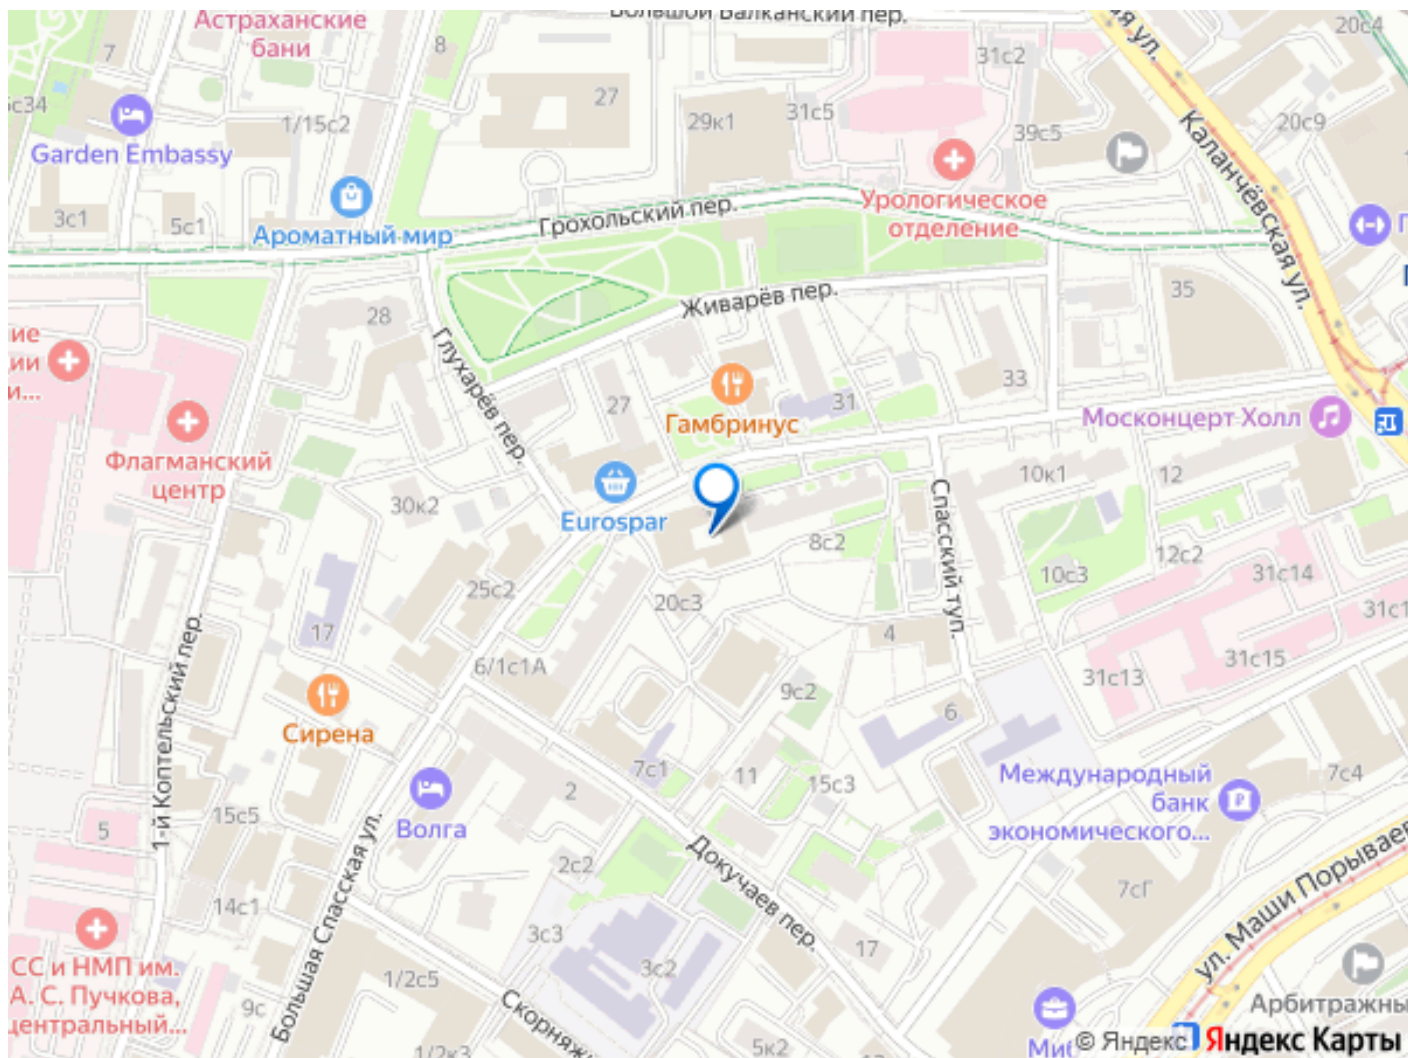 Большой Балканский пер.
Астраханские
бани
7
8
ая ул.
20с4
31с2
27
31с5
29к1
39с5
20с9
1/15с2
Garden Embassy
Каланчёвская ул.
Урологическое
отделение
3с1
5с1
Ароматный мир
Грохольский пер.
35
Живарёв пер.
28
Глухарёв пер.
33
27
31
Гамбринус
Москонцерт Холл
Флагманский
центр
10к1
12
30к2
Eurospar
Спасский туп.
8с2
12с2
31с14
10с3
25с2
20с3
17
4
31с15
31с13
6/1с1А
9с2
6
1-й Коптельский пер.
Сирена
7с1
11
15с3
Международный
банк
экономического...
7с4
2
Волга
15с5
5
Большая Спасская ул.
2с2
Докучаев пер.
7сГ
14с1
3с3
17
ул. Маши Порываевой
3с2
СС и НМП им.
А. С. Пучкова,
центральный...
1/2с5
9с
Арбитражны
5к2
1/2к3
© Яндекс
Яндекс Карты